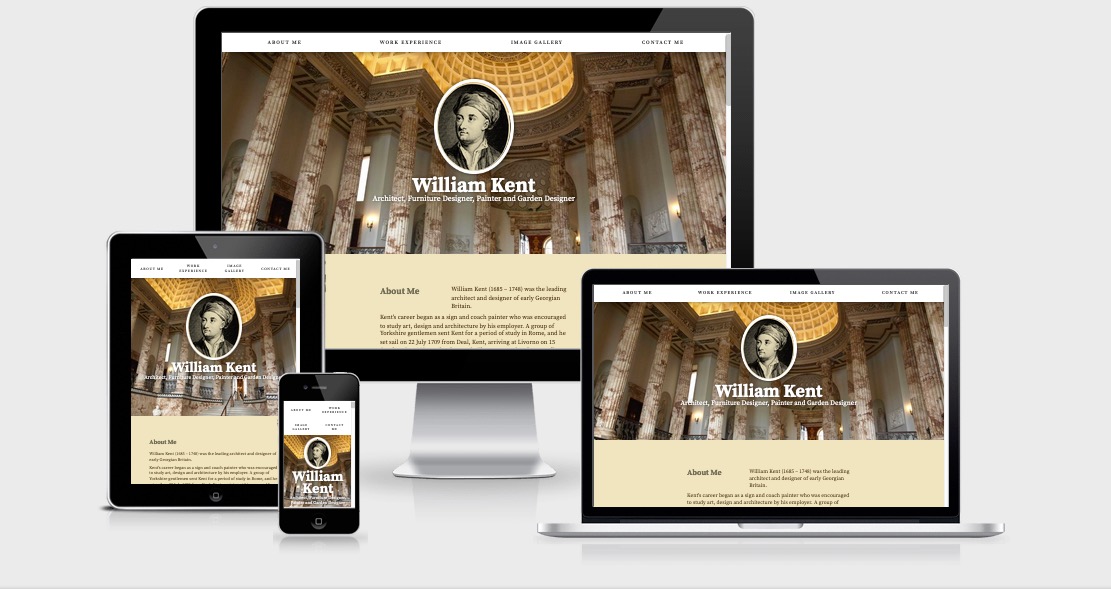 ABOUT ME WORK EXPERIENCE IMAGE GALLERY CONTACT ME
William Kent
Architect, Furniture Designer, Painter and Garden Designer
About Me
William Kent (1685 – 1748) was the leading
architect and designer of early Georgian
Britain.
Kent's career began as a sign and coach painter who was encouraged
to study art, design and architecture by his employer. A group of
Yorkshire gentlemen sent Kent for a period of study in Rome, and he
set sail on 22 July 1709 from Deal, Kent, arriving at Livorno on 15
ABOUT ME WORK EXPERIENCE IMAGE GALLERY CONTACT ME
William Kent
Architect, Furniture Designer, Painter and Garden Designer
About Me
William Kent (1685 – 1748) was the leading architect and designer of
early Georgian Britain.
Kent's career began as a sign and coach painter who was encouraged
to study art, design and architecture by his employer. A group of
Yorkshire gentlemen sent Kent for a period of study in Rome, and he
ABOUT ME WORK
EXPERIENCE
IMAGE
GALLERY CONTACT
ME
William
Kent
Architect, Furniture Designer,
Painter and Garden Designer
ABOUT ME WORK EXPERIENCE IMAGE GALLERY CONTACT ME
William Kent
Architect, Furniture Designer, Painter and Garden Designer
About Me
William Kent (1685 – 1748) was the leading
architect and designer of early Georgian
Britain.
Kent's career began as a sign and coach painter who was encouraged
to study art, design and architecture by his employer. A group of